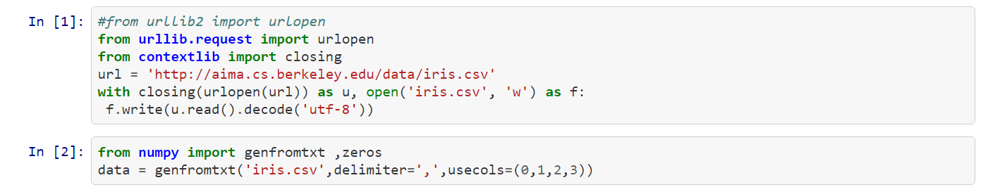 In [1]: #from urllib2 import urlopen
from urllib.request import urlopen
from contextlib import closing
url = 'http://aima.cs.berkeley.edu/data/iris.csv'
with closing(urlopen(url)) as u, open('iris.csv', 'w') as f:
 f.write(u.read().decode('utf-8'))
In [2]: from numpy import genfromtxt ,zeros
data = genfromtxt('iris.csv',delimiter=',',usecols=(0,1,2,3))